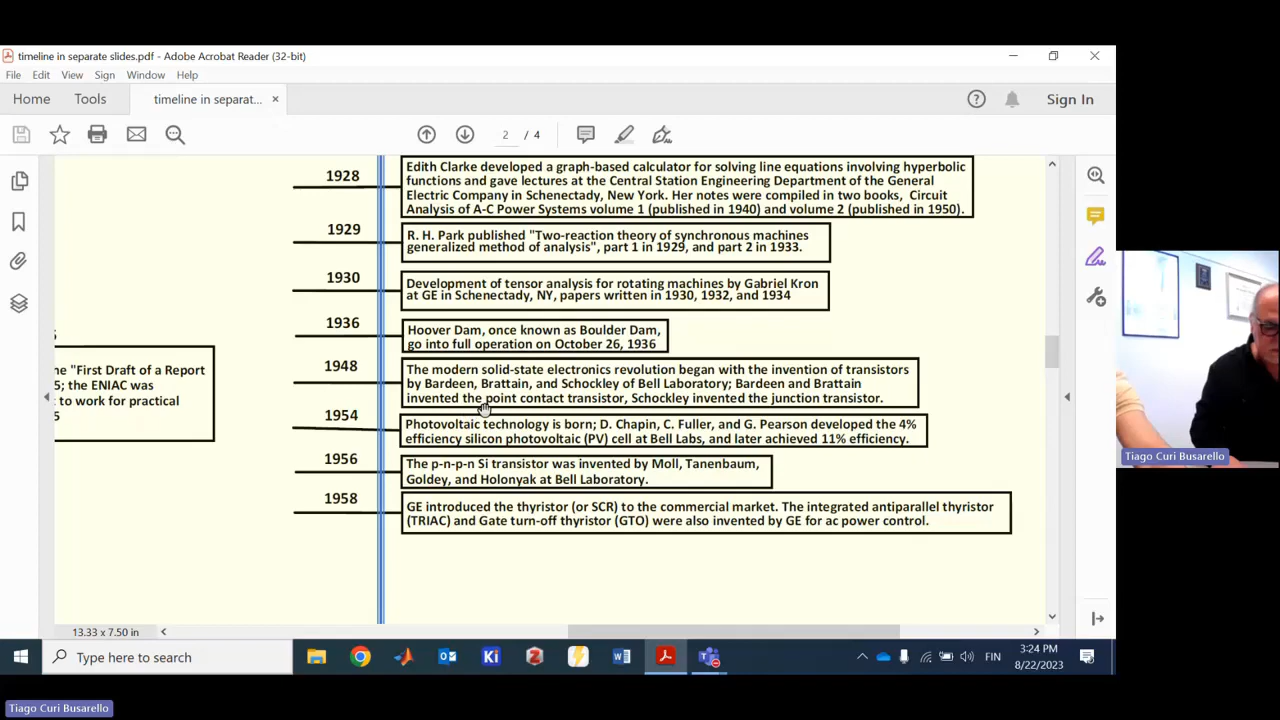 timeline in separate slides.pdf - Adobe Acrobat Reader (32-bit)
File Edit View Sign Window Help
Home Tools timeline in separat... × Sign In
2 / 4
1928
Edith Clarke developed a graph-based calculator for solving line equations involving hyperbolic
functions and gave lectures at the Central Station Engineering Department of the General
Electric Company in Schenectady, New York. Her notes were compiled in two books, Circuit
Analysis of A-C Power Systems volume 1 (published in 1940) and volume 2 (published in 1950).
1929
R. H. Park published "Two-reaction theory of synchronous machines
generalized method of analysis", part 1 in 1929, and part 2 in 1933.
1930
Development of tensor analysis for rotating machines by Gabriel Kron
at GE in Schenectady, NY, papers written in 1930, 1932, and 1934
1936
Hoover Dam, once known as Boulder Dam,
go into full operation on October 26, 1936
ne "First Draft of a Report
5; the ENIAC was
to work for practical
5
1948
The modern solid-state electronics revolution began with the invention of transistors
by Bardeen, Brattain, and Schockley of Bell Laboratory; Bardeen and Brattain
invented the point contact transistor, Schockley invented the junction transistor.
1954
Photovoltaic technology is born; D. Chapin, C. Fuller, and G. Pearson developed the 4%
efficiency silicon photovoltaic (PV) cell at Bell Labs, and later achieved 11% efficiency.
1956
The p-n-p-n Si transistor was invented by Moll, Tanenbaum,
Goldey, and Holonyak at Bell Laboratory.
1958
GE introduced the thyristor (or SCR) to the commercial market. The integrated antiparallel thyristor
(TRIAC) and Gate turn-off thyristor (GTO) were also invented by GE for ac power control.
13.33 x 7.50 in
Tiago Curi Busarello
Type here to search
Ki
FIN
3:24 PM
8/22/2023
Tiago Curi Busarello